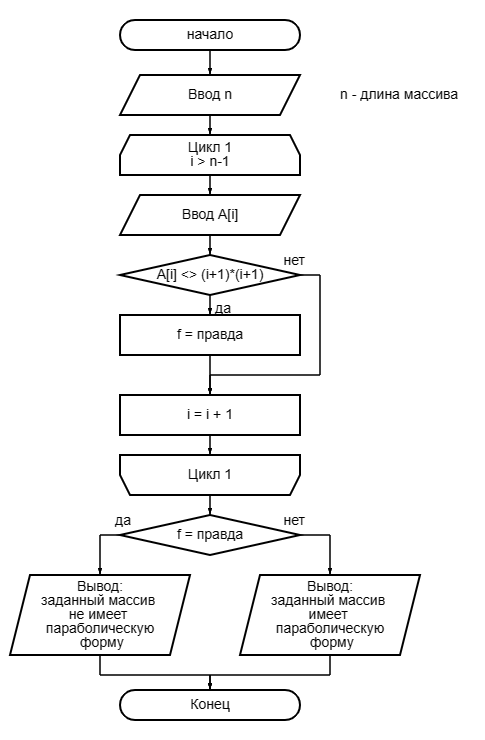 начало
Ввод n
n - длина массива
Цикл 1
i > n-1
Ввод A[i]
A[i] <> (i+1)*(i+1)
нет
да
f = правда
i = i + 1
Цикл 1
да
f = правда
нет
Вывод:
заданный массив
не имеет
параболическую
форму
Вывод:
заданный массив
имеет
параболическую
форму
Конец